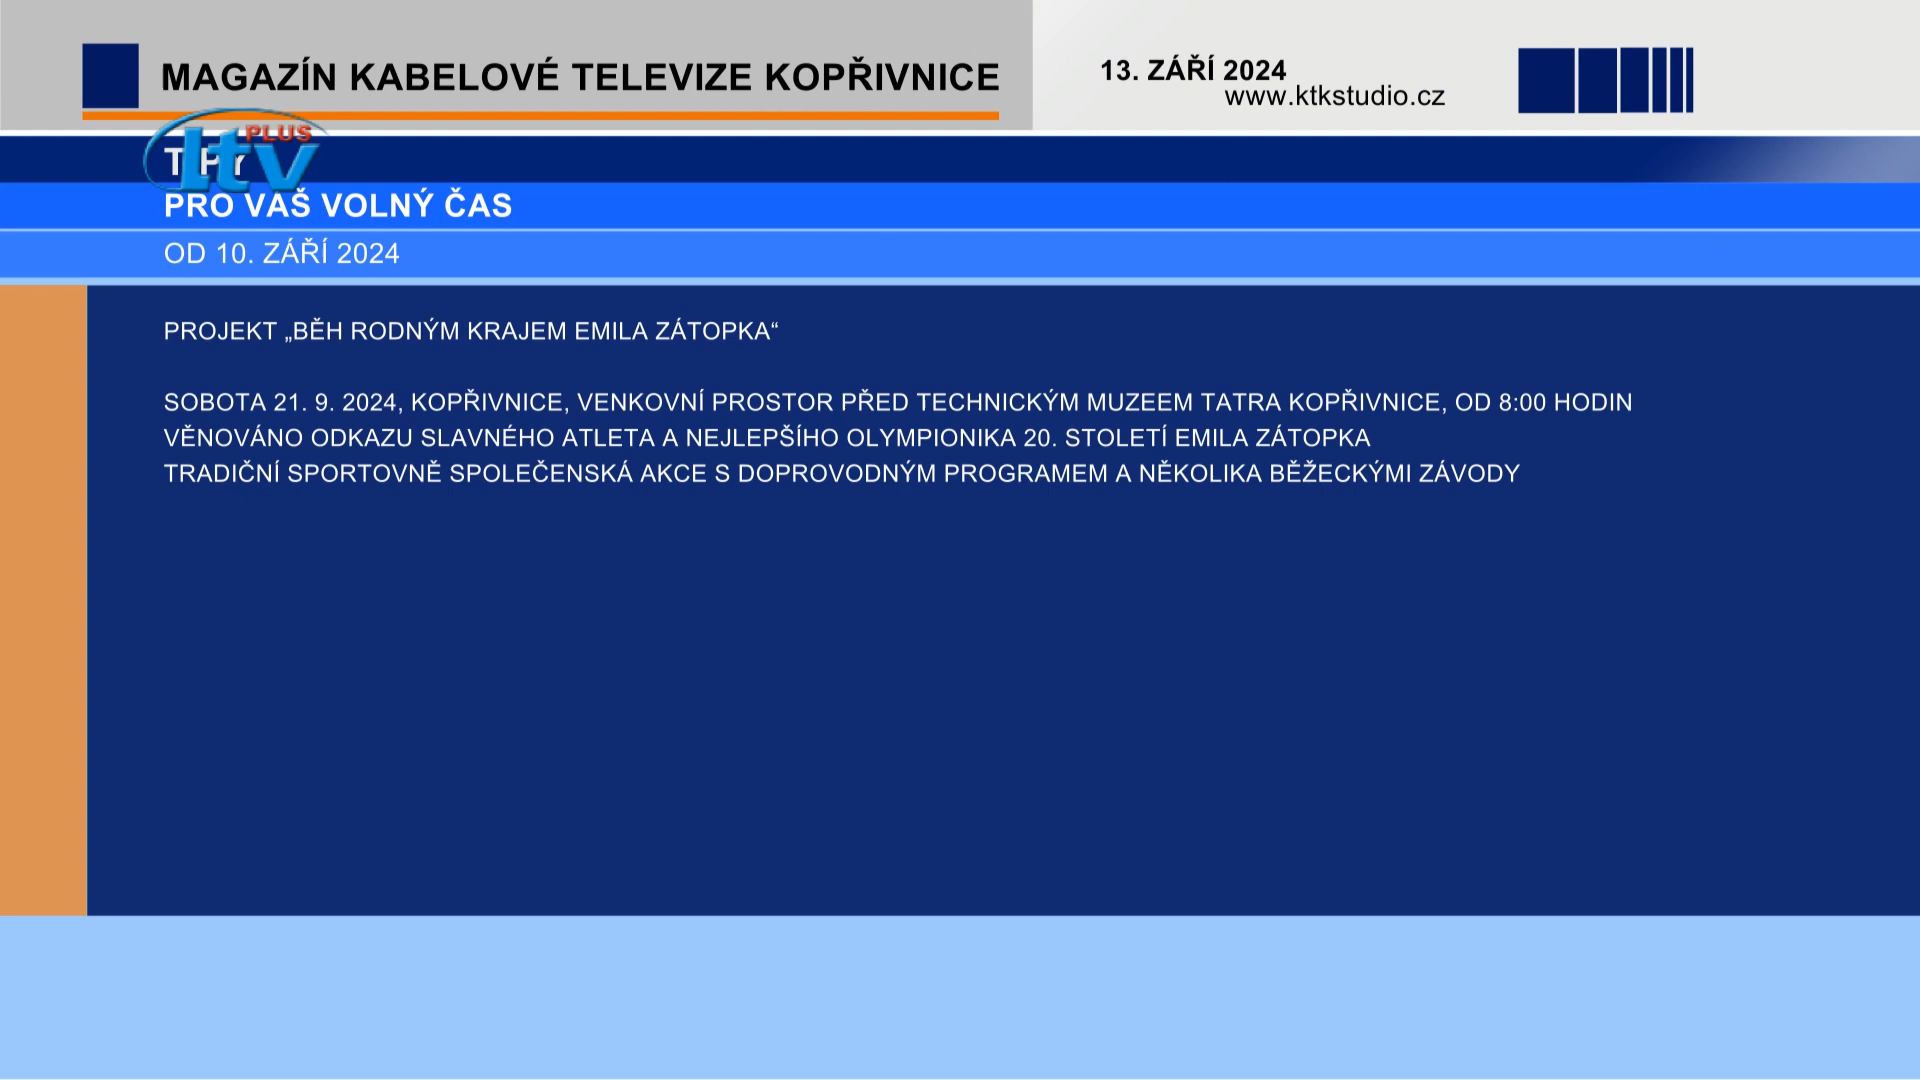 MAGAZÍN KABELOVÉ TELEVIZE KOPŘIVNICE
13. ZÁŘÍ 2024
www.ktkstudio.cz
TIPY
ltv PLUS
PRO VÁŠ VOLNÝ ČAS
OD 10. ZÁŘÍ 2024
PROJEKT „BĚH RODNÝM KRAJEM EMILA ZÁTOPKA“
SOBOTA 21. 9. 2024, KOPŘIVNICE, VENKOVNÍ PROSTOR PŘED TECHNICKÝM MUZEEM TATRA KOPŘIVNICE, OD 8:00 HODIN
VĚNOVÁNO ODKAZU SLAVNÉHO ATLETA A NEJLEPŠÍHO OLYMPIONIKA 20. STOLETÍ EMILA ZÁTOPKA
TRADIČNÍ SPORTOVNĚ SPOLEČENSKÁ AKCE S DOPROVODNÝM PROGRAMEM A NĚKOLIKA BĚŽECKÝMI ZÁVODY